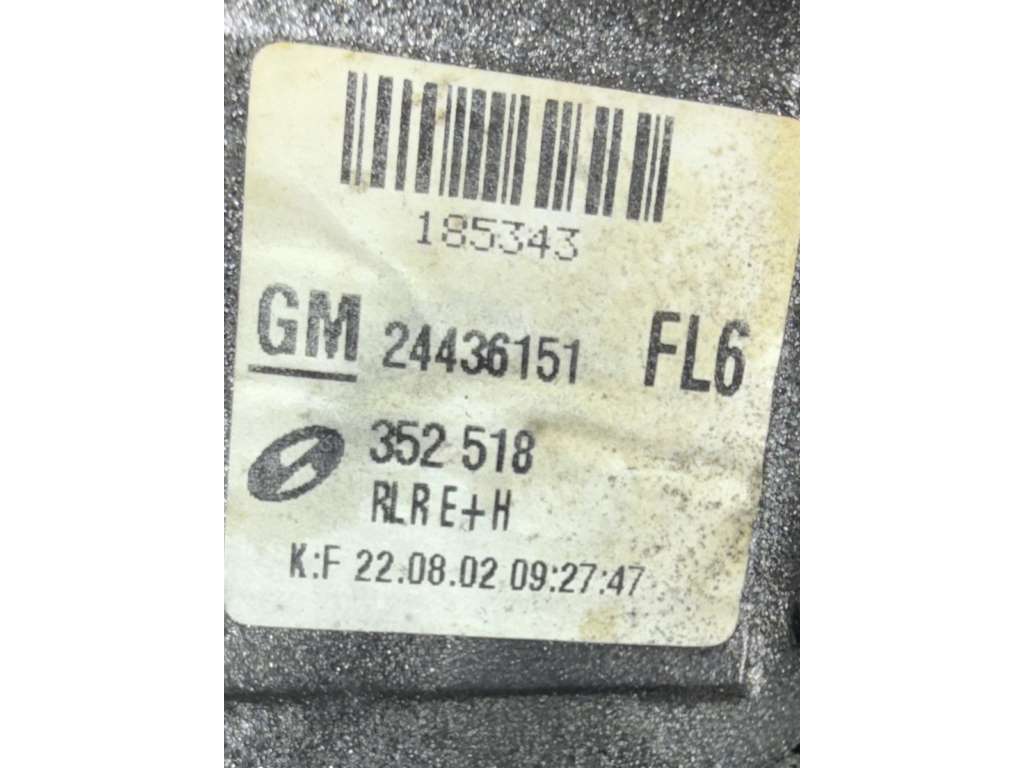 185343
GM 24436151 FL6
352 518
RLR E+H
K:F 22.08.02 09:27:47